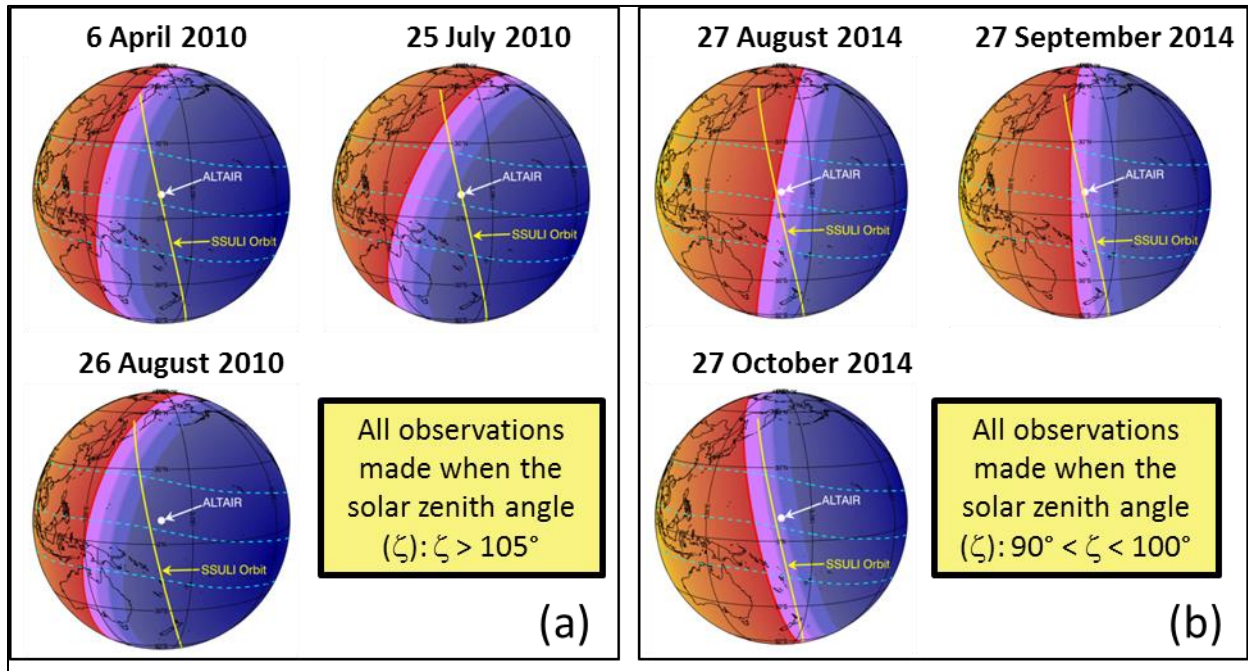 6 April 2010
25 July 2010
ALTAIR
SSULI Orbit
ALTAIR
SSULI Orbit
26 August 2010
ALTAIR
SSULI Orbit
All observations
made when the
solar zenith angle
(ζ): ζ > 105°
(a)
27 August 2014
27 September 2014
ALTAIR
SSULI Orbit
ALTAIR
SSULI Orbit
27 October 2014
ALTAIR
SSULI Orbit
All observations
made when the
solar zenith angle
(ζ): 90° < ζ < 100°
(b)